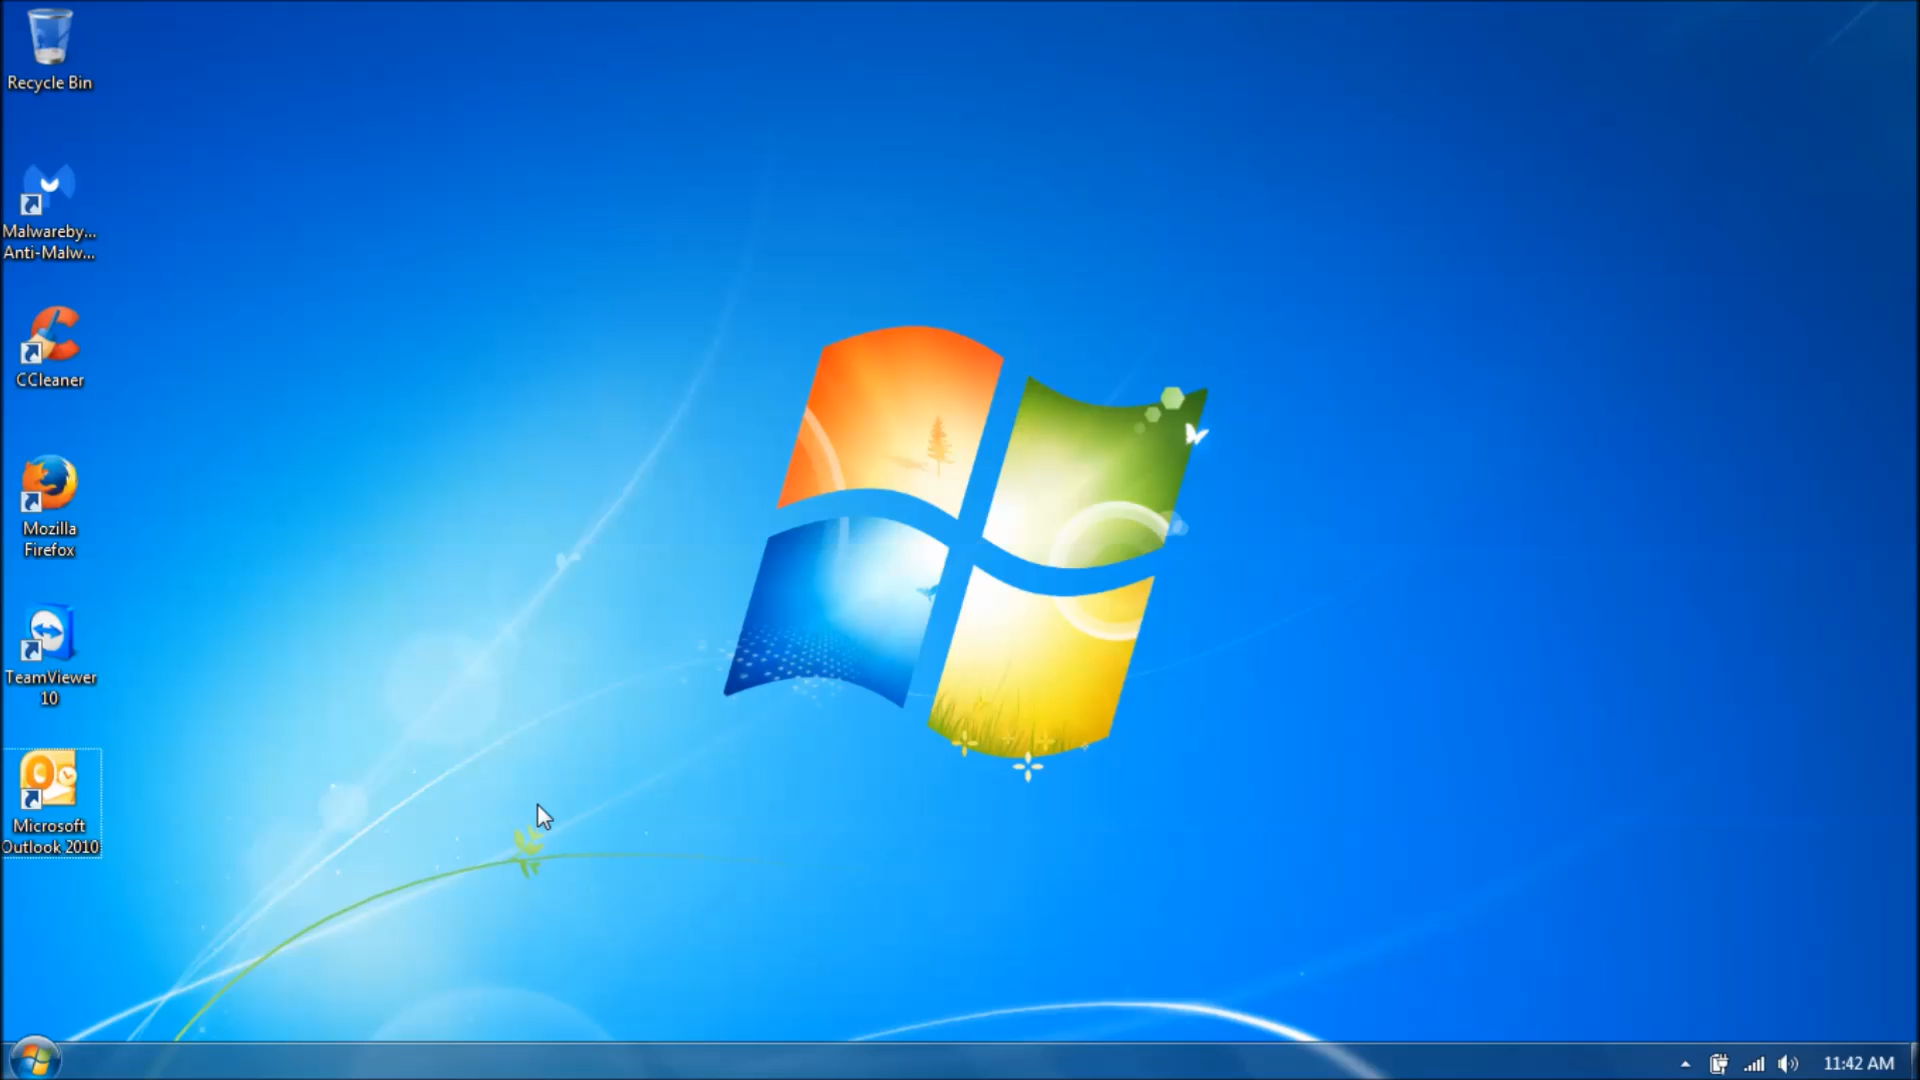 Recycle Bin
Malwareby...
Anti-Malw...
CCleaner
Mozilla
Firefox
TeamViewer
10
Microsoft
Outlook 2010
11:42 AM